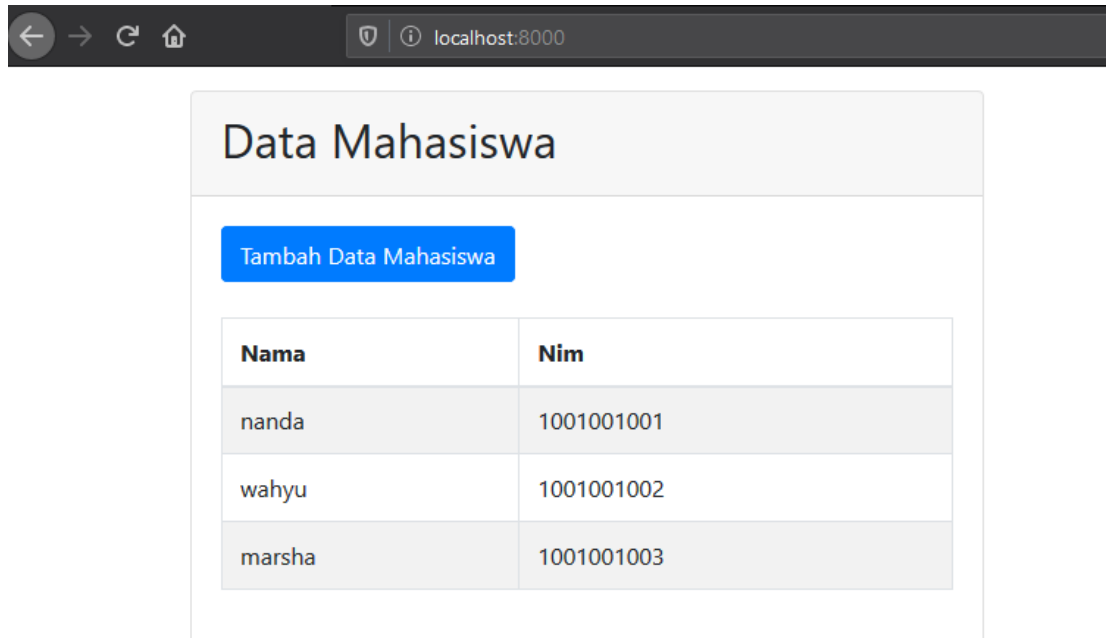 localhost:8000
Data Mahasiswa
Tambah Data Mahasiswa
Nama Nim
nanda 1001001001
wahyu 1001001002
marsha 1001001003